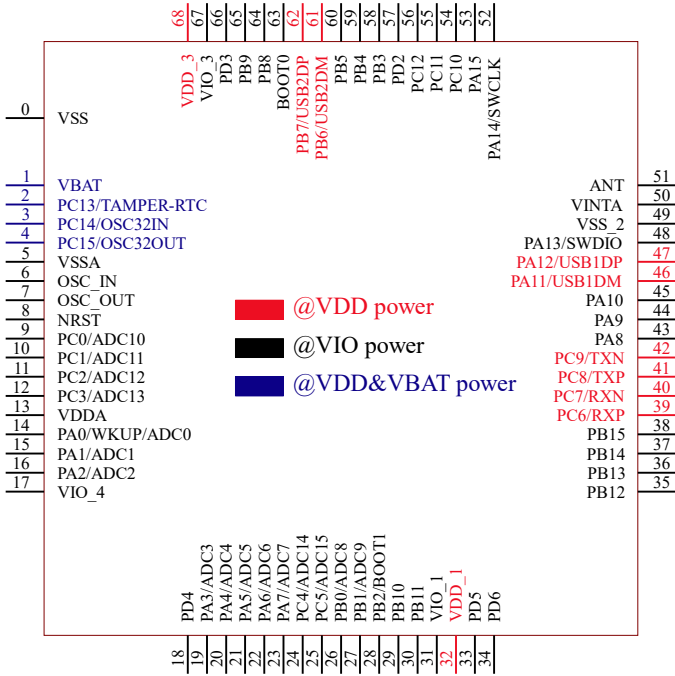 68 67 66 65 64 63 62 61 60 59 58 57 56 55 54 53 52
VDD_3
VIO_3
PD3
PB9
PB8
BOOT0
PB7/USB2DP
PB6/USB2DM
PB5
PB4
PB3
PD2
PC12
PC11
PC10
PA15
PA14/SWCLK
0 VSS
1 VBAT
2 PC13/TAMPER-RTC
3 PC14/OSC32IN
4 PC15/OSC32OUT
5 VSSA
6 OSC_IN
7 OSC_OUT
8 NRST
9 PC0/ADC10
10 PC1/ADC11
11 PC2/ADC12
12 PC3/ADC13
13 VDDA
14 PA0/WKUP/ADC0
15 PA1/ADC1
16 PA2/ADC2
17 VIO_4
@VDD power
@VIO power
@VDD&VBAT power
ANT 51
VINTA 50
VSS_2 49
PA13/SWDIO 48
PA12/USB1DP 47
PA11/USB1DM 46
PA10 45
PA9 44
PA8 43
PC9/TXN 42
PC8/TXP 41
PC7/RXN 40
PC6/RXP 39
PB15 38
PB14 37
PB13 36
PB12 35
PD4
PA3/ADC3
PA4/ADC4
PA5/ADC5
PA6/ADC6
PA7/ADC7
PC4/ADC14
PC5/ADC15
PB0/ADC8
PB1/ADC9
PB2/BOOT1
PB10
PB11
VIO_1
VDD_1
PD5
PD6
18 19 20 21 22 23 24 25 26 27 28 29 30 31 32 33 34